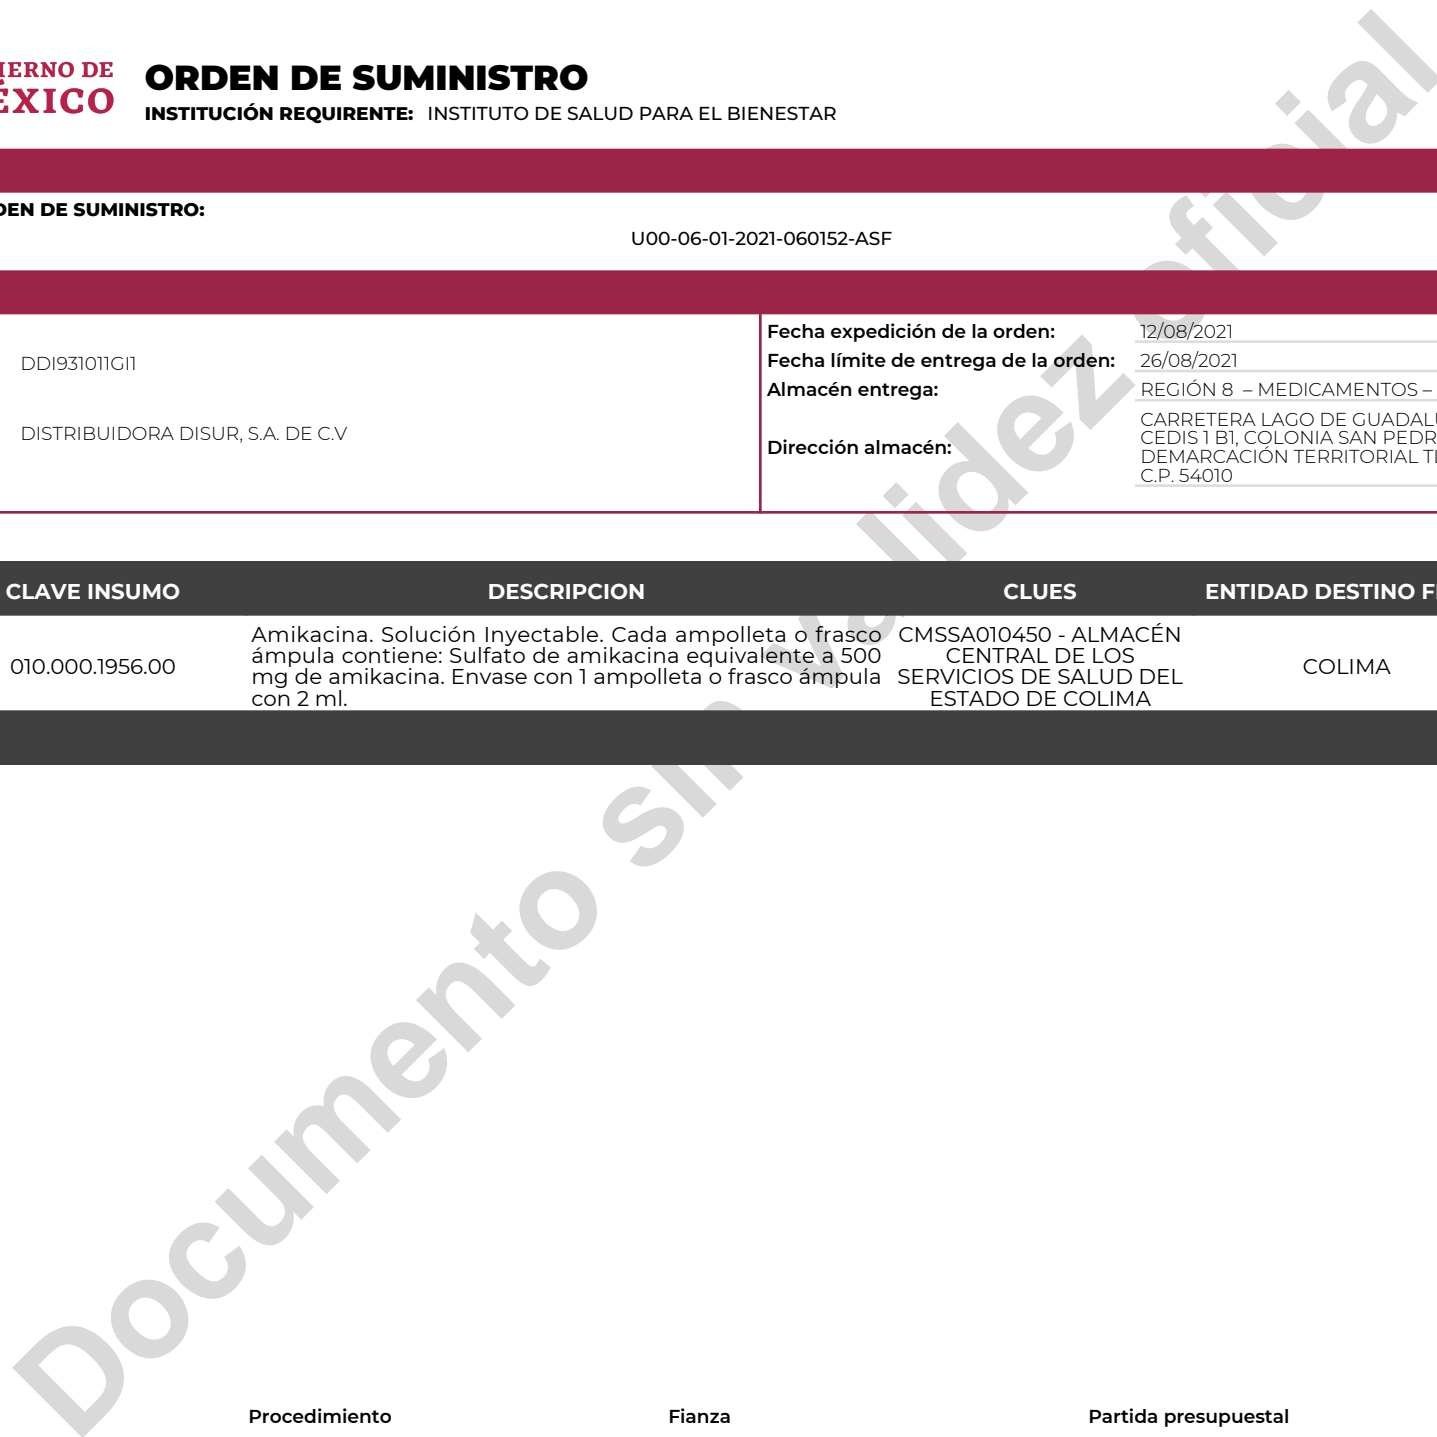 IERNO DE
ÉXICO
ORDEN DE SUMINISTRO
INSTITUCIÓN REQUIRENTE: INSTITUTO DE SALUD PARA EL BIENESTAR
DEN DE SUMINISTRO:
U00-06-01-2021-060152-ASF
DDI931011GI1
DISTRIBUIDORA DISUR, S.A. DE C.V
Fecha expedición de la orden: 12/08/2021
Fecha límite de entrega de la orden: 26/08/2021
Almacén entrega: REGIÓN 8 – MEDICAMENTOS –
Dirección almacén:
CARRETERA LAGO DE GUADALU
CEDIS 1 B1, COLONIA SAN PEDR
DEMARCACIÓN TERRITORIAL TL
C.P. 54010
CLAVE INSUMO DESCRIPCION CLUES ENTIDAD DESTINO FI
010.000.1956.00
Amikacina. Solución Inyectable. Cada ampolleta o frasco
ámpula contiene: Sulfato de amikacina equivalente a 500
mg de amikacina. Envase con 1 ampolleta o frasco ámpula
con 2 ml.
CMSSA010450 - ALMACÉN
CENTRAL DE LOS
SERVICIOS DE SALUD DEL
ESTADO DE COLIMA
COLIMA
Documento sin validez oficial
Procedimiento Fianza Partida presupuestal